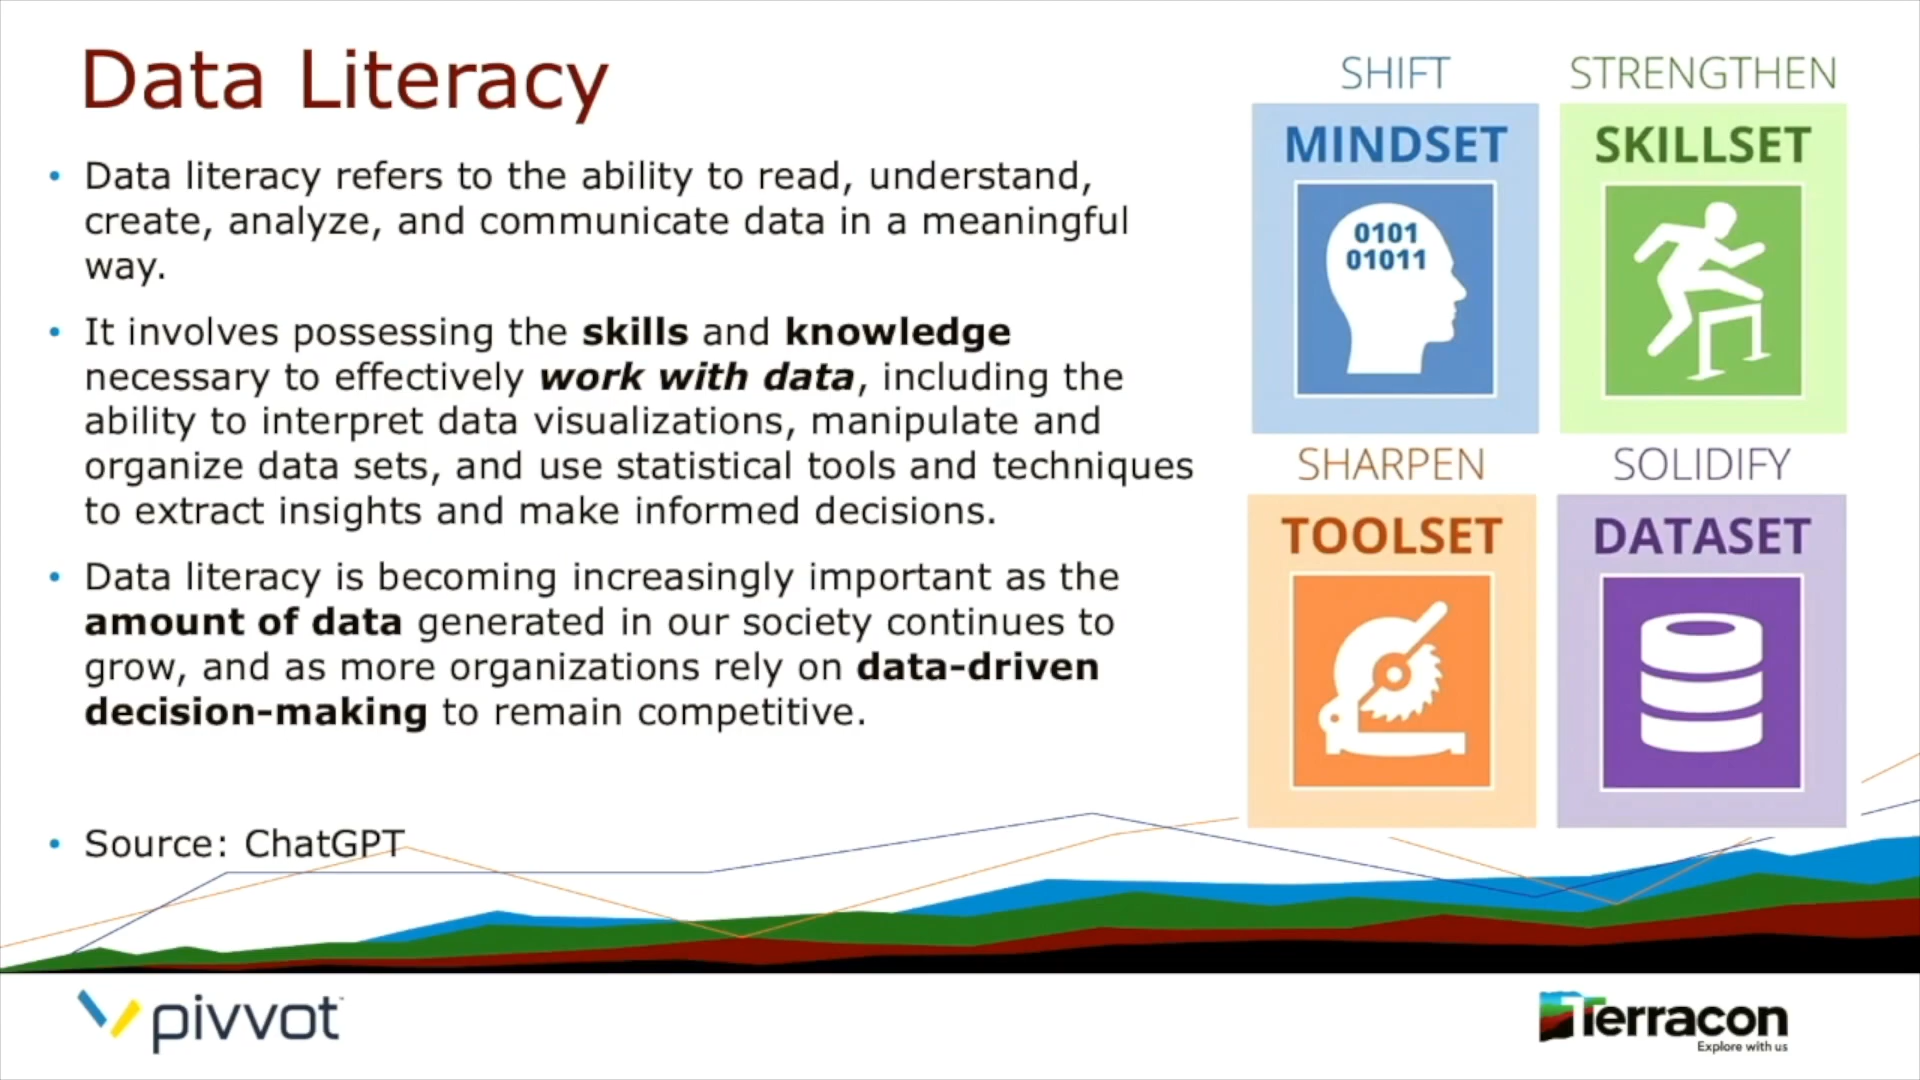 Data Literacy
• Data literacy refers to the ability to read, understand,
create, analyze, and communicate data in a meaningful
way.
• It involves possessing the skills and knowledge
necessary to effectively work with data, including the
ability to interpret data visualizations, manipulate and
organize data sets, and use statistical tools and techniques
to extract insights and make informed decisions.
• Data literacy is becoming increasingly important as the
amount of data generated in our society continues to
grow, and as more organizations rely on data-driven
decision-making to remain competitive.
• Source: ChatGPT
SHIFT
MINDSET
0101
01011
STRENGTHEN
SKILLSET
SHARPEN
TOOLSET
SOLIDIFY
DATASET
pivvot™
Terracon
Explore with us